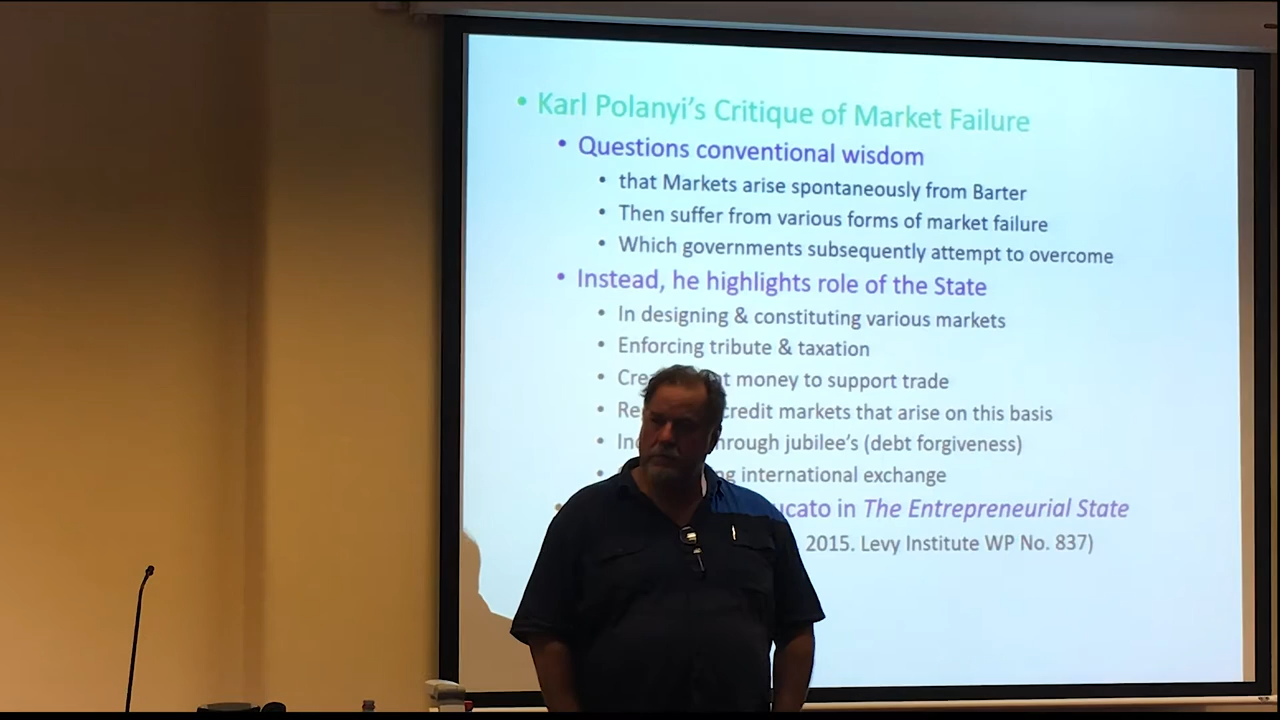 • Karl Polanyi's Critique of Market Failure
• Questions conventional wisdom
• that Markets arise spontaneously from Barter
• Then suffer from various forms of market failure
• Which governments subsequently attempt to overcome
• Instead, he highlights role of the State
• In designing & constituting various markets
• Enforcing tribute & taxation
• money to support trade
• credit markets that arise on this basis
• through jubilee's (debt forgiveness)
• international exchange
• in The Entrepreneurial State
2015. Levy Institute WP No. 837)